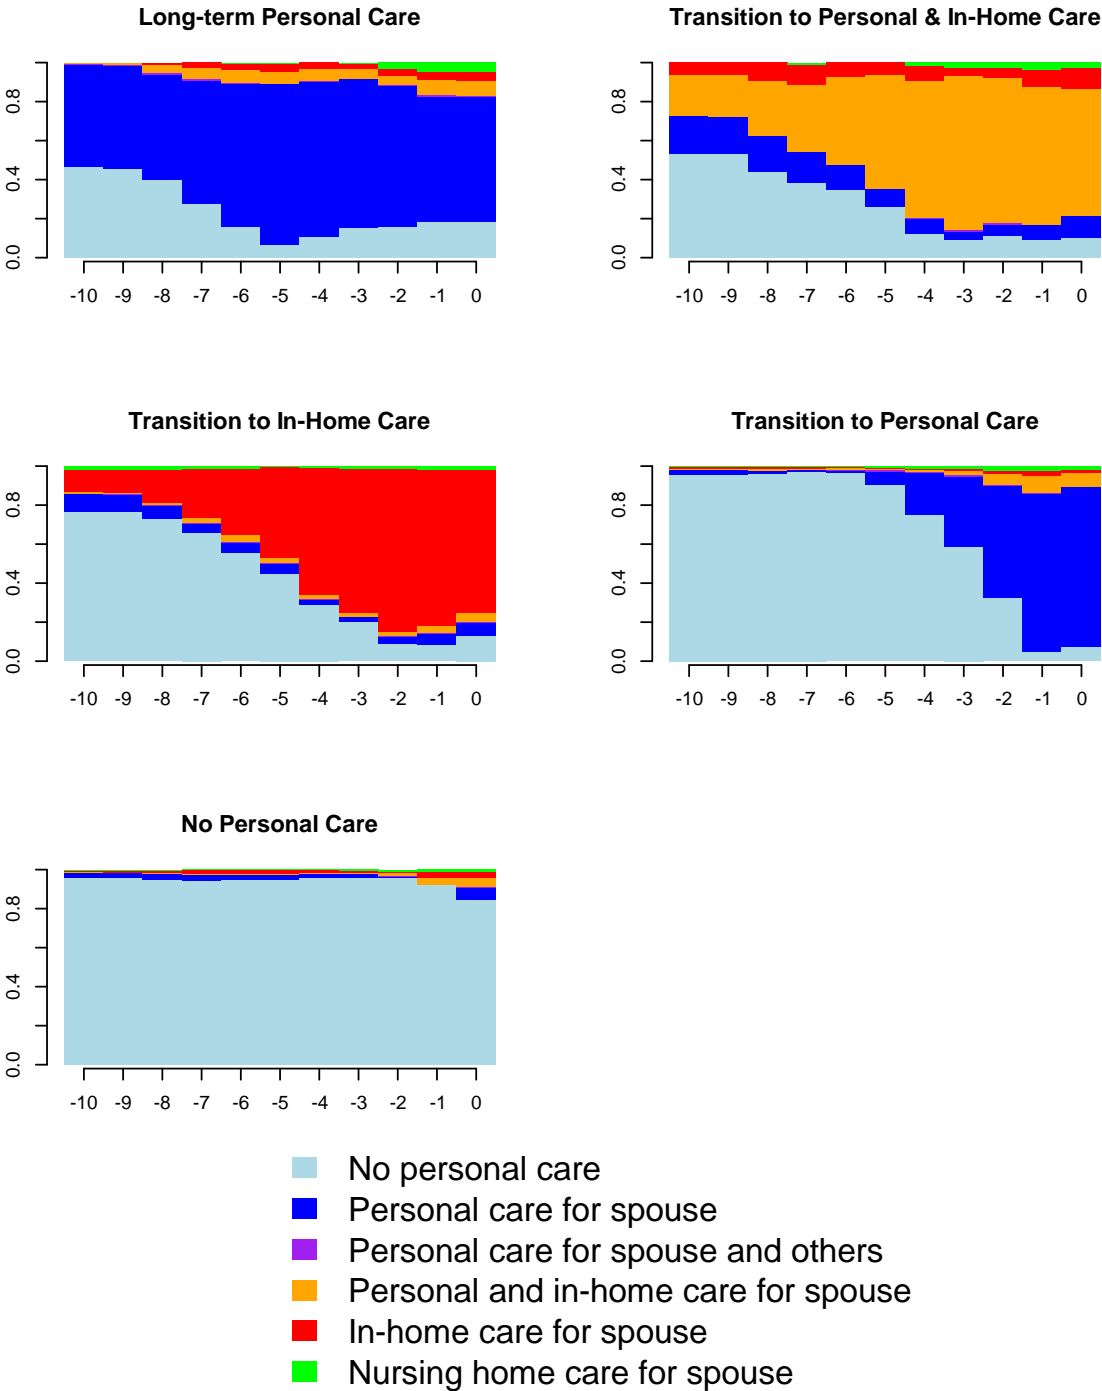 Long-term Personal Care
0.0 0.4 0.8
-10 -9 -8 -7 -6 -5 -4 -3 -2 -1 0
Transition to Personal & In-Home Care
0.0 0.4 0.8
-10 -9 -8 -7 -6 -5 -4 -3 -2 -1 0
Transition to In-Home Care
0.0 0.4 0.8
-10 -9 -8 -7 -6 -5 -4 -3 -2 -1 0
Transition to Personal Care
0.0 0.4 0.8
-10 -9 -8 -7 -6 -5 -4 -3 -2 -1 0
No Personal Care
0.0 0.4 0.8
-10 -9 -8 -7 -6 -5 -4 -3 -2 -1 0
No personal care
Personal care for spouse
Personal care for spouse and others
Personal and in-home care for spouse
In-home care for spouse
Nursing home care for spouse